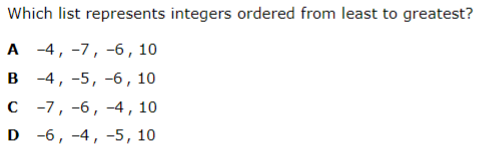 Which list represents integers ordered from least to greatest?
A −4, −7, −6, 10
B −4, −5, −6, 10
C −7, −6, −4, 10
D −6, −4, −5, 10